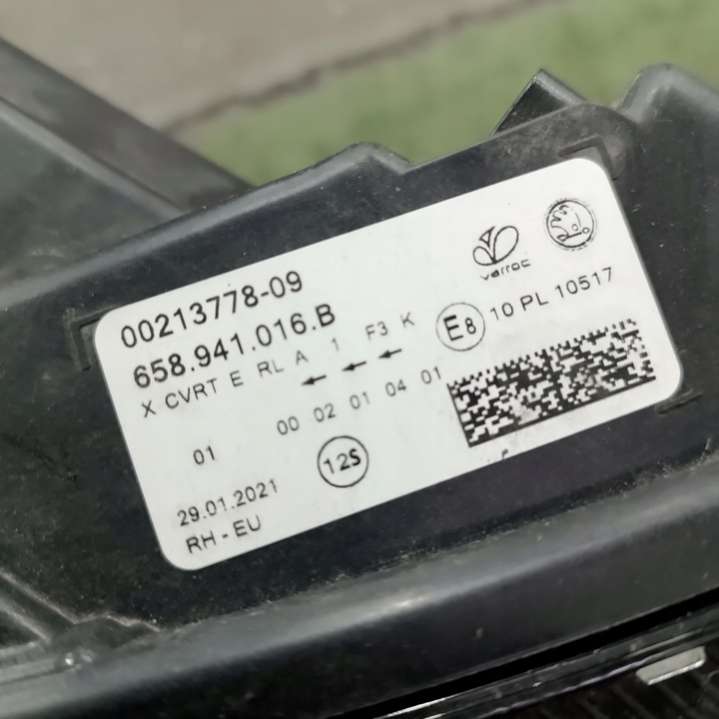 varroc
00213778-09
658.941.016.B
X CVRT E RL A 1 F3 K E8 10 PL 10517
← ← ←
01 00 02 01 04 01
12S
29.01.2021
RH - EU